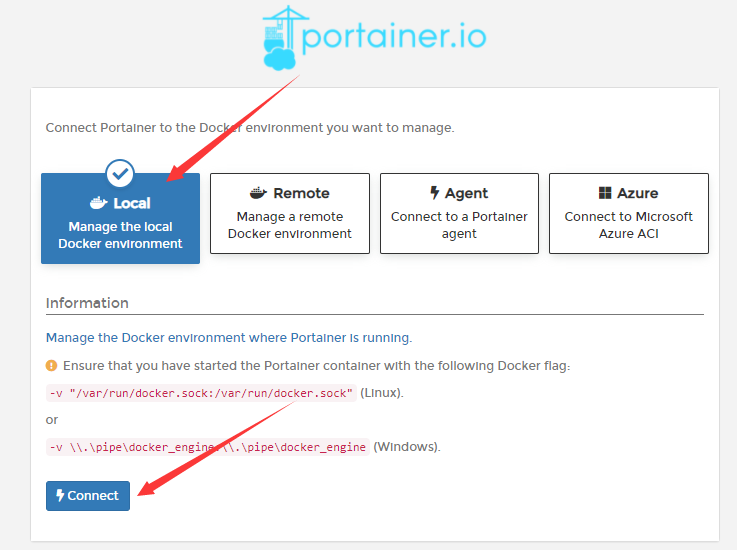 portainer.io
Connect Portainer to the Docker environment you want to manage.
Local
Manage the local
Docker environment
Remote
Manage a remote
Docker environment
Agent
Connect to a Portainer
agent
Azure
Connect to Microsoft
Azure ACI
Information
Manage the Docker environment where Portainer is running.
Ensure that you have started the Portainer container with the following Docker flag:
-v "/var/run/docker.sock:/var/run/docker.sock" (Linux).
or
-v \\.\pipe\docker_engine:\\.\pipe\docker_engine (Windows).
Connect